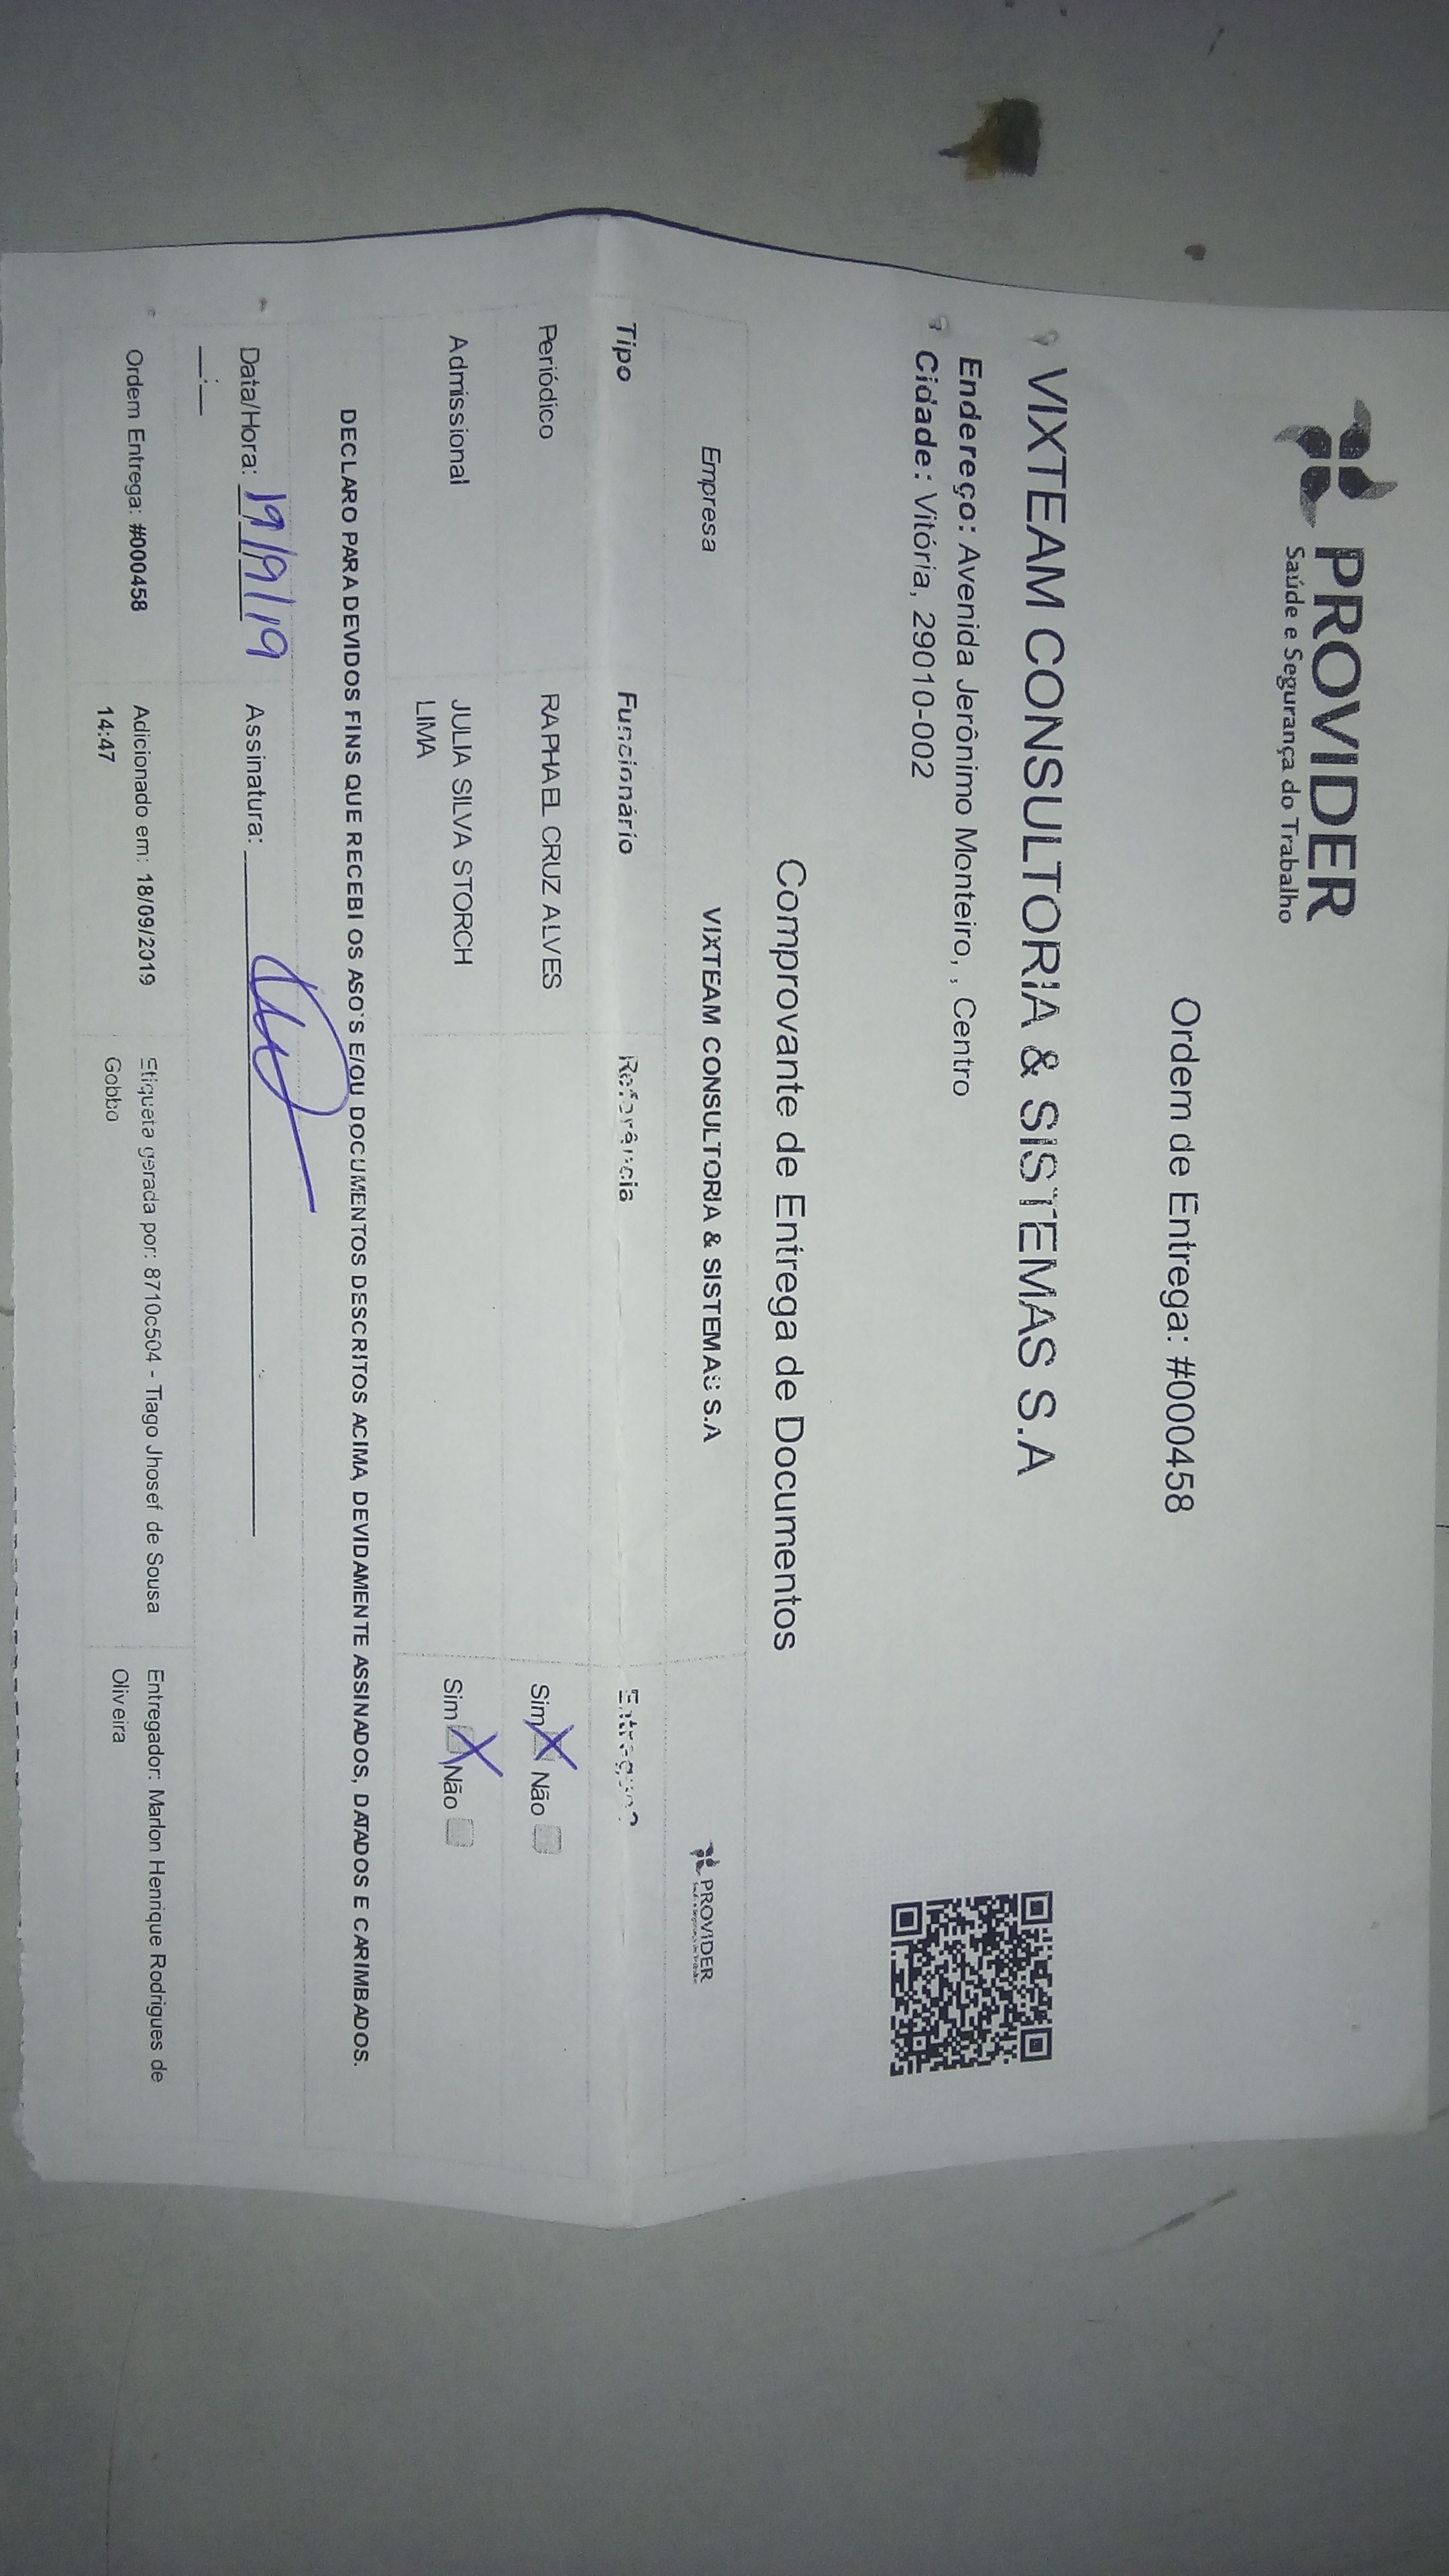 PROVIDER
Saúde e Segurança do Trabalho
Ordem de Entrega: #000458
VIXTEAM CONSULTORIA & SISTEMAS S.A
Endereço: Avenida Jerônimo Monteiro, , Centro
Cidade: Vitória, 29010-002
Comprovante de Entrega de Documentos
Empresa VIXTEAM CONSULTORIA & SISTEMAS S.A PROVIDER
Tipo Funcionário Referência Entregue?
Periódico RAPHAEL CRUZ ALVES Sim X Não
Admissional JULIA SILVA STORCH Sim X Não
LIMA
DECLARO PARA DEVIDOS FINS QUE RECEBI OS ASO'S E/OU DOCUMENTOS DESCRITOS ACIMA DEVIDAMENTE ASSINADOS, DATADOS E CARIMBADOS.
Data/Hora: 19/9/19 Assinatura:
__:__
Ordem Entrega: #000458 Adicionado em: 18/09/2019 Etiqueta gerada por: 8710c504 - Tiago Jhosef de Sousa Entregador: Marlon Henrique Rodrigues de
14:47 Gobbo Oliveira